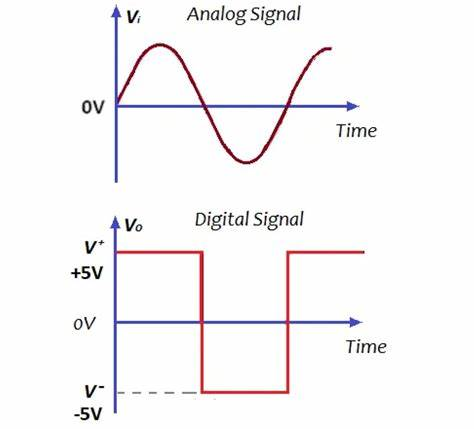 Vi
Analog Signal
0V
Time
Vo
Digital Signal
V+
+5V
0V
Time
V-
-5V